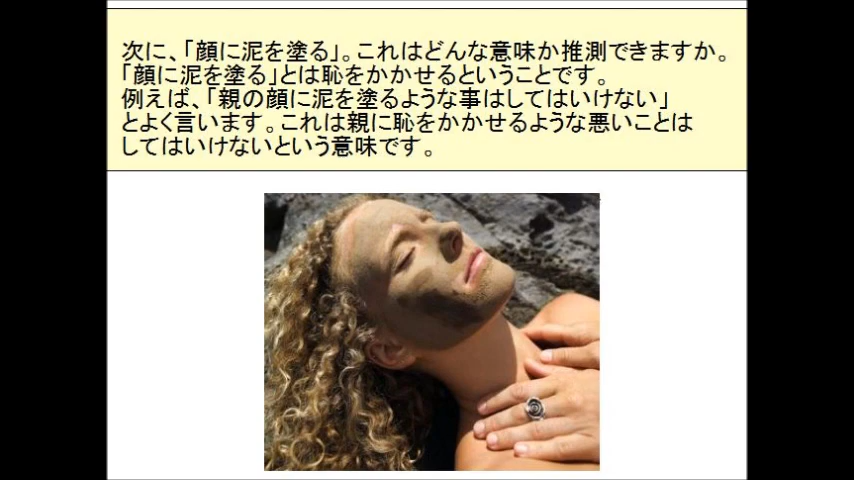 次に、「顔に泥を塗る」。これはどんな意味か推測できますか。
「顔に泥を塗る」とは恥をかかせるということです。
例えば、「親の顔に泥を塗るような事はしてはいけない」
とよく言います。これは親に恥をかかせるような悪いことは
してはいけないという意味です。